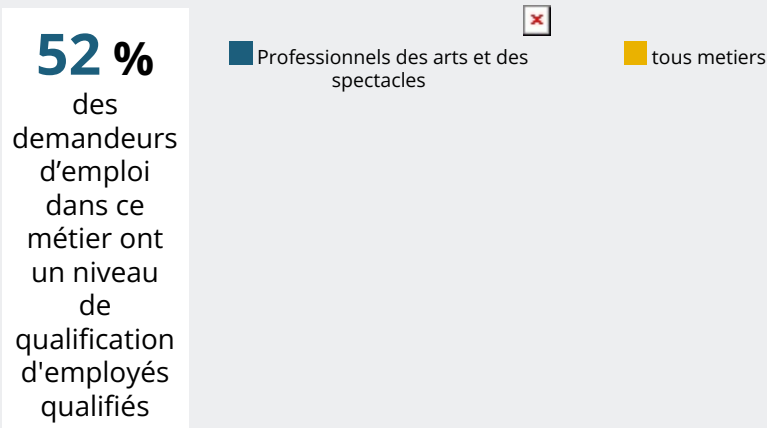 52 %
des
demandeurs
d’emploi
dans ce
métier ont
un niveau
de
qualification
d'employés
qualifiés
Professionnels des arts et des
spectacles
tous metiers